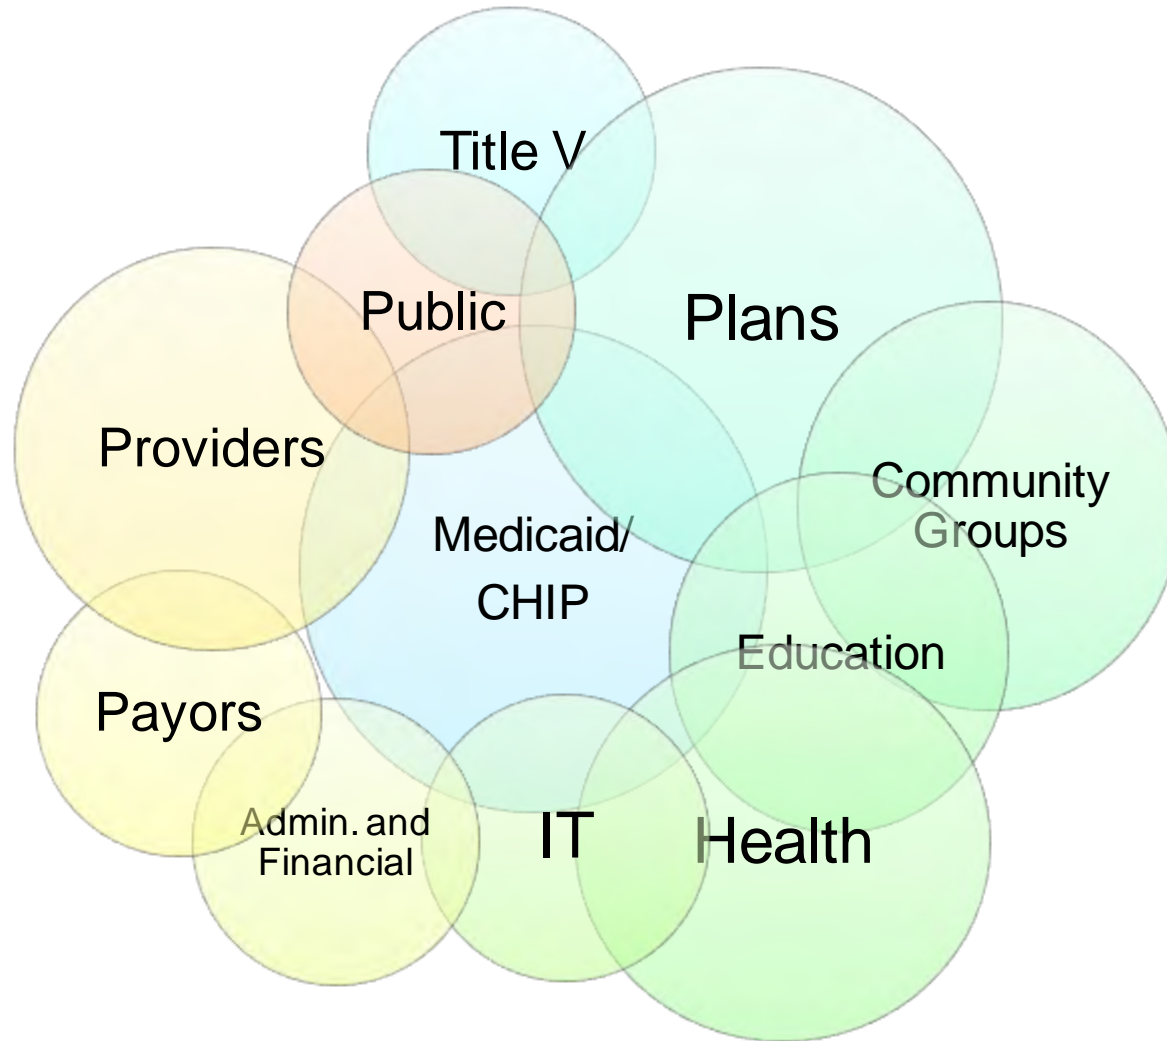 Title V
Public
Plans
Providers
Community
Groups
Medicaid/
CHIP
Education
Payors
Admin. and
Financial
IT
Health